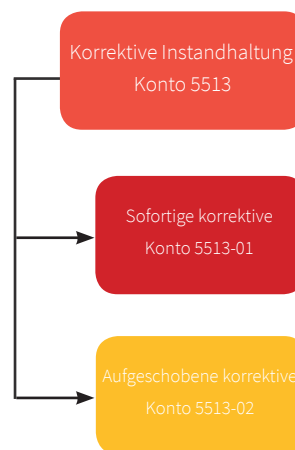 Korrektive Instandhaltung
Konto 5513
Sofortige korrektive
Konto 5513-01
Aufgeschobene korrektive
Konto 5513-02